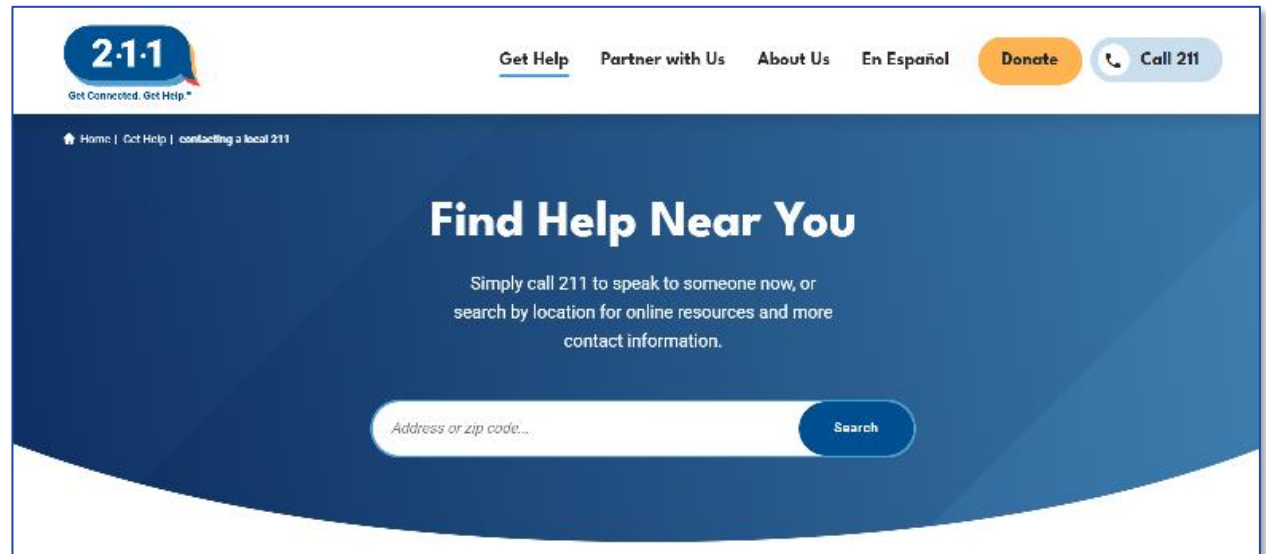 2·1·1
Get Connected. Get Help.™
Get Help
Partner with Us
About Us
En Español
Donate
Call 211
Home | Get Help | contacting a local 211
Find Help Near You
Simply call 211 to speak to someone now, or
search by location for online resources and more
contact information.
Address or zip code...
Search